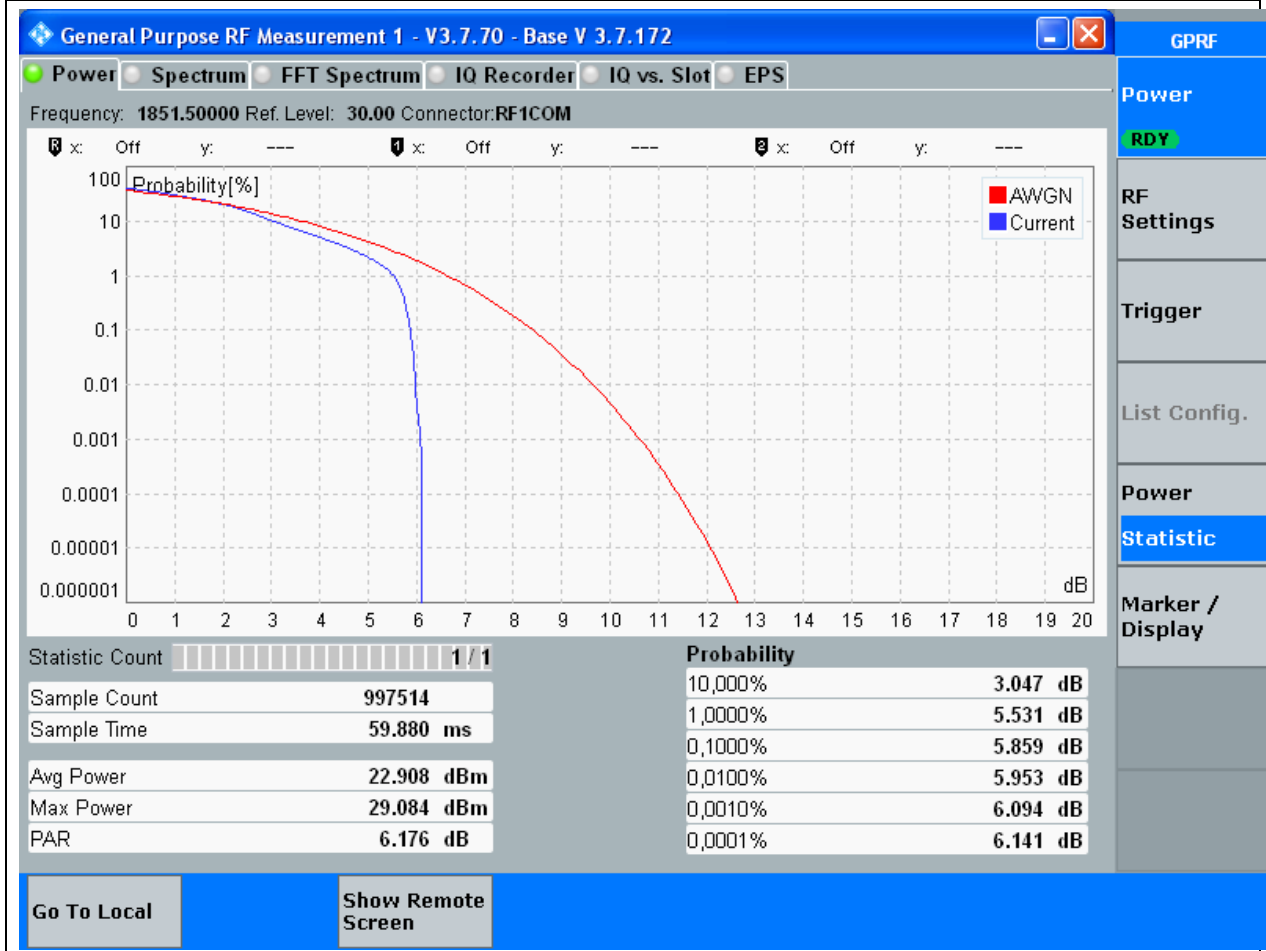 General Purpose RF Measurement 1 - V3.7.70 - Base V 3.7.172
GPRF
Power Spectrum FFT Spectrum IQ Recorder IQ vs. Slot EPS
Power
RDY
Frequency: 1851.50000 Ref. Level: 30.00 Connector:RF1COM
R x: Off y: --- 1 x: Off y: --- 2 x: Off y: ---
Probability[%]
AWGN
Current
100
10
1
0.1
0.01
0.001
0.0001
0.00001
0.000001
dB
0 1 2 3 4 5 6 7 8 9 10 11 12 13 14 15 16 17 18 19 20
RF
Settings
Trigger
List Config.
Power
Statistic
Marker /
Display
Statistic Count 1 / 1
Sample Count 997514
Sample Time 59.880 ms
Avg Power 22.908 dBm
Max Power 29.084 dBm
PAR 6.176 dB
Probability
10,000% 3.047 dB
1,0000% 5.531 dB
0,1000% 5.859 dB
0,0100% 5.953 dB
0,0010% 6.094 dB
0,0001% 6.141 dB
Go To Local
Show Remote
Screen